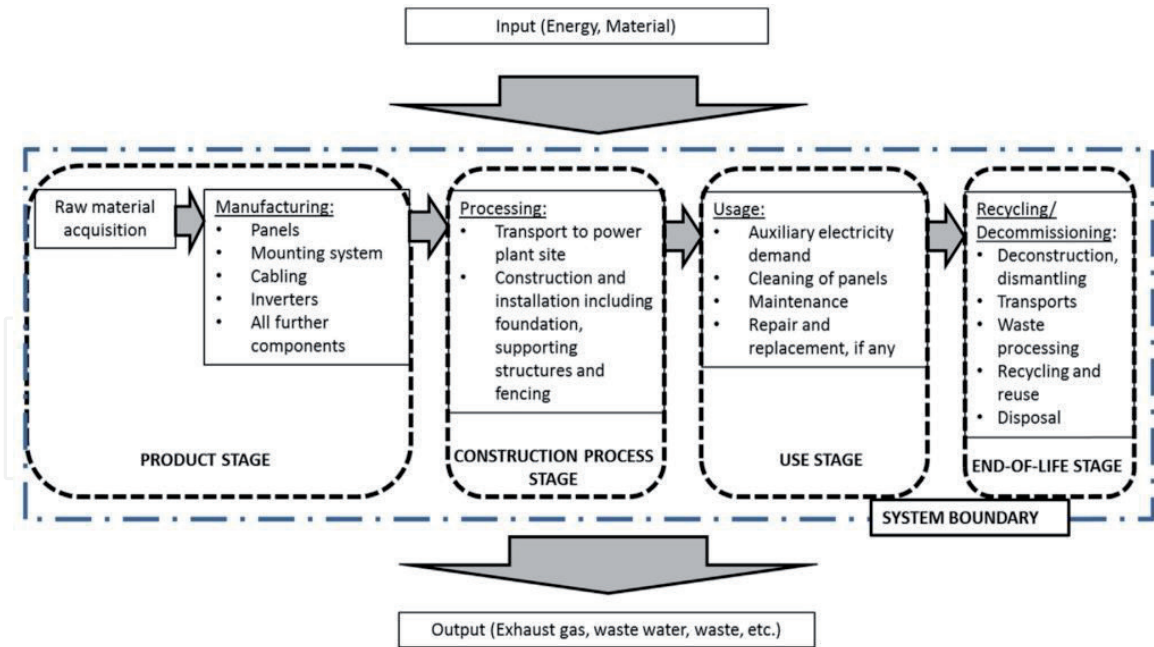 Input (Energy, Material)
Raw material
acquisition
Manufacturing:
• Panels
• Mounting system
• Cabling
• Inverters
• All further
components
PRODUCT STAGE
Processing:
• Transport to power
plant site
• Construction and
installation including
foundation,
supporting
structures and
fencing
CONSTRUCTION PROCESS
STAGE
Usage:
• Auxiliary electricity
demand
• Cleaning of panels
• Maintenance
• Repair and
replacement, if any
USE STAGE
Recycling/
Decommissioning:
• Deconstruction,
dismantling
• Transports
• Waste
processing
• Recycling and
reuse
• Disposal
END-OF-LIFE STAGE
SYSTEM BOUNDARY
Output (Exhaust gas, waste water, waste, etc.)